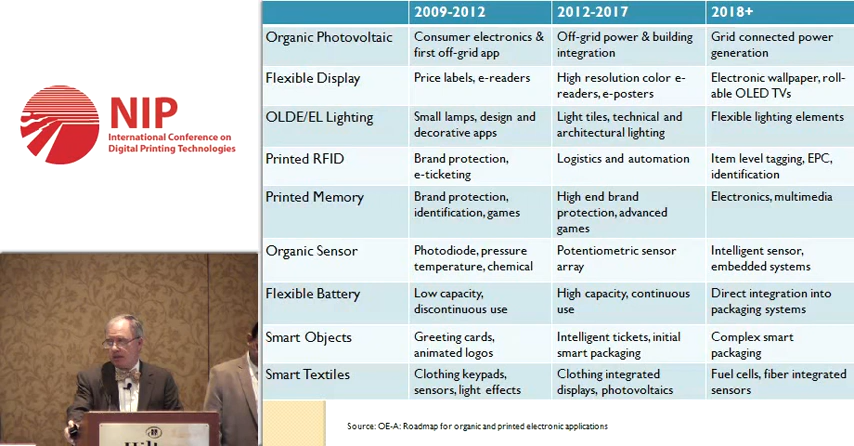 NIP
International Conference on
Digital Printing Technologies
2009-2012 2012-2017 2018+
Organic Photovoltaic Consumer electronics & Off-grid power & building Grid connected power
first off-grid app integration generation
Flexible Display Price labels, e-readers High resolution color e- Electronic wallpaper, roll-
readers, e-posters able OLED TVs
OLDE/EL Lighting Small lamps, design and Light tiles, technical and Flexible lighting elements
decorative apps architectural lighting
Printed RFID Brand protection, Logistics and automation Item level tagging, EPC,
e-ticketing identification
Printed Memory Brand protection, High end brand Electronics, multimedia
identification, games protection, advanced
games
Organic Sensor Photodiode, pressure Potentiometric sensor Intelligent sensor,
temperature, chemical array embedded systems
Flexible Battery Low capacity, High capacity, continuous Direct integration into
discontinuous use use packaging systems
Smart Objects Greeting cards, Intelligent tickets, initial Complex smart
animated logos smart packaging packaging
Smart Textiles Clothing keypads, Clothing integrated Fuel cells, fiber integrated
sensors, light effects displays, photovoltaics sensors
Source: OE-A: Roadmap for organic and printed electronic applications